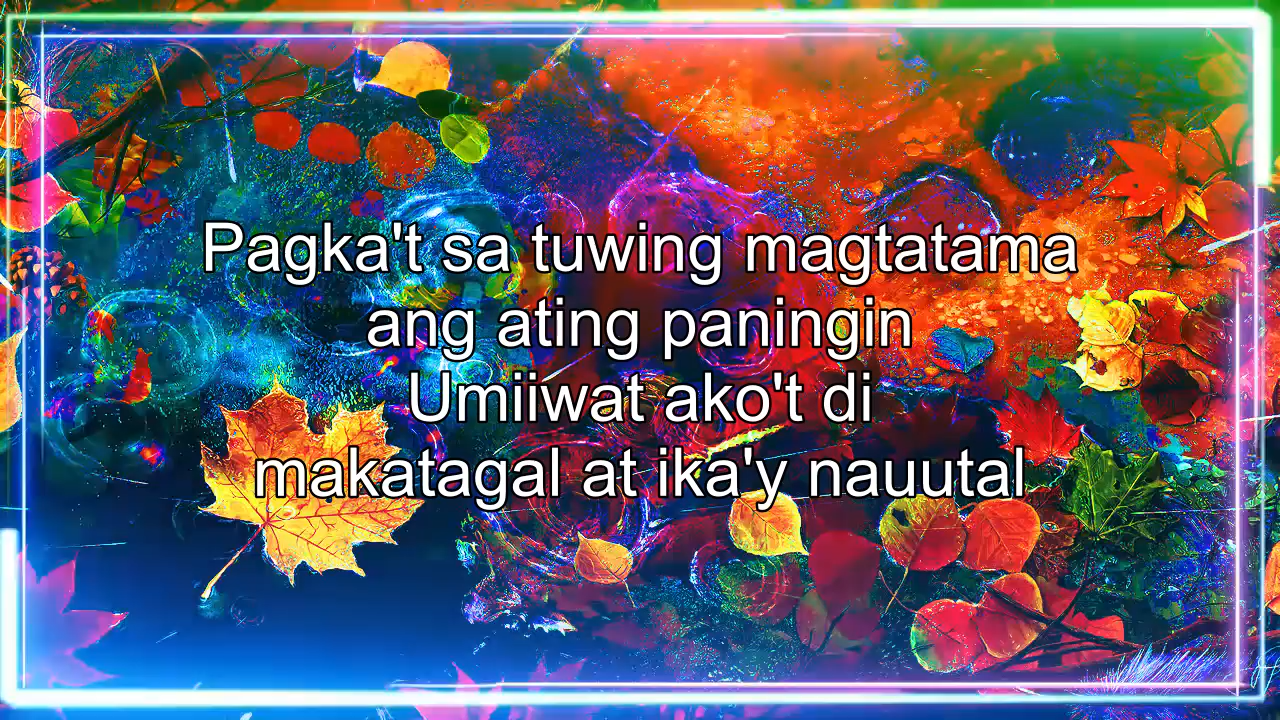 Pagka't sa tuwing magtatama
ang ating paningin
Umiiwat ako't di
makatagal at ika'y nauutal